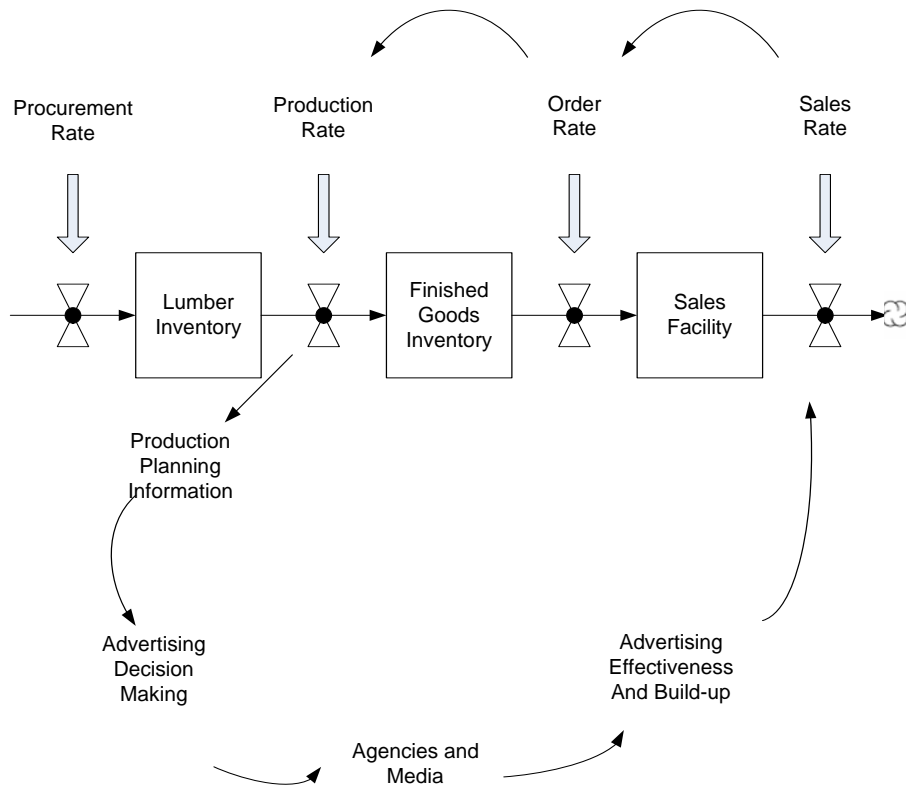 Procurement
Rate
Production
Rate
Order
Rate
Sales
Rate
Lumber
Inventory
Finished
Goods
Inventory
Sales
Facility
Production
Planning
Information
Advertising
Decision
Making
Agencies and
Media
Advertising
Effectiveness
And Build-up